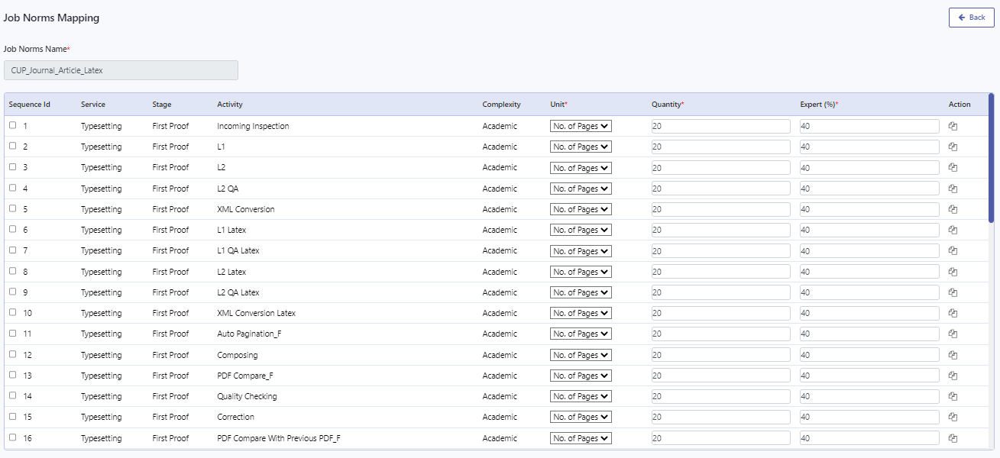 Job Norms Mapping
Back
Job Norms Name*
CUP_Journal_Article_Latex
Sequence Id Service Stage Activity Complexity Unit* Quantity* Expert (%)* Action
1 Typesetting First Proof Incoming Inspection Academic No. of Pages 20 40
2 Typesetting First Proof L1 Academic No. of Pages 20 40
3 Typesetting First Proof L2 Academic No. of Pages 20 40
4 Typesetting First Proof L2 QA Academic No. of Pages 20 40
5 Typesetting First Proof XML Conversion Academic No. of Pages 20 40
6 Typesetting First Proof L1 Latex Academic No. of Pages 20 40
7 Typesetting First Proof L1 QA Latex Academic No. of Pages 20 40
8 Typesetting First Proof L2 Latex Academic No. of Pages 20 40
9 Typesetting First Proof L2 QA Latex Academic No. of Pages 20 40
10 Typesetting First Proof XML Conversion Latex Academic No. of Pages 20 40
11 Typesetting First Proof Auto Pagination_F Academic No. of Pages 20 40
12 Typesetting First Proof Composing Academic No. of Pages 20 40
13 Typesetting First Proof PDF Compare_F Academic No. of Pages 20 40
14 Typesetting First Proof Quality Checking Academic No. of Pages 20 40
15 Typesetting First Proof Correction Academic No. of Pages 20 40
16 Typesetting First Proof PDF Compare With Previous PDF_F Academic No. of Pages 20 40